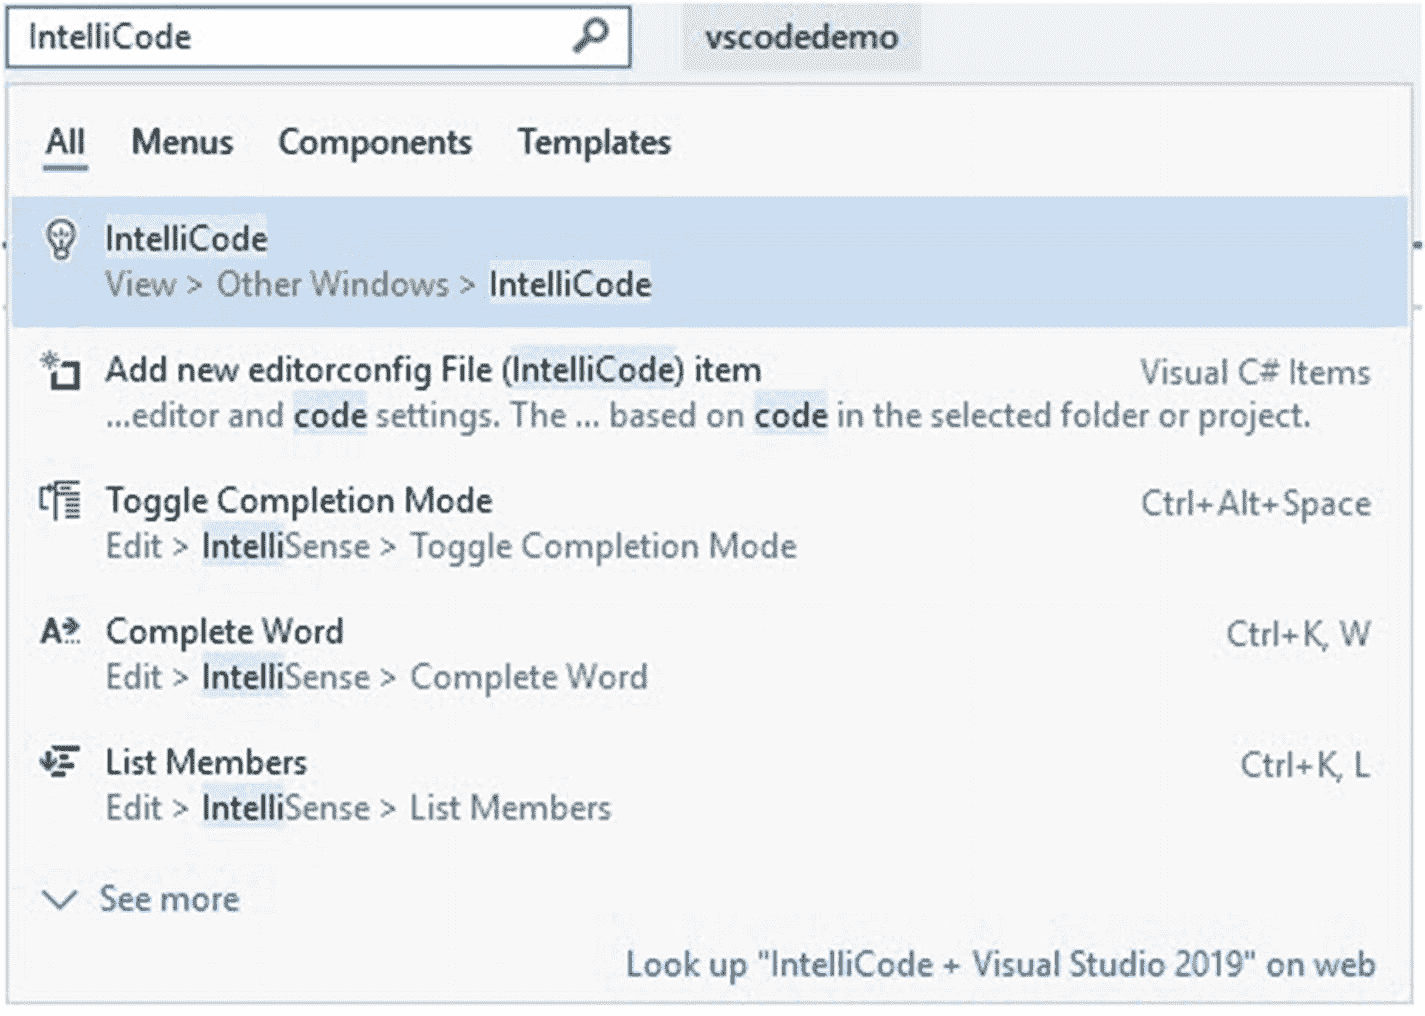 IntelliCode
vscodedemo
All Menus Components Templates
IntelliCode
View > Other Windows > IntelliCode
Add new editorconfig File (IntelliCode) item Visual C# Items
...editor and code settings. The ... based on code in the selected folder or project.
Toggle Completion Mode Ctrl+Alt+Space
Edit > IntelliSense > Toggle Completion Mode
Complete Word Ctrl+K, W
Edit > IntelliSense > Complete Word
List Members Ctrl+K, L
Edit > IntelliSense > List Members
See more
Look up "IntelliCode + Visual Studio 2019" on web